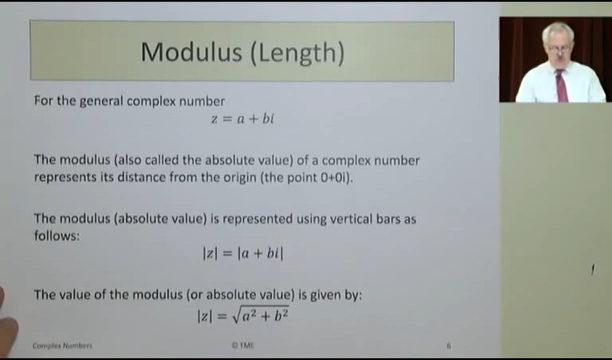 Modulus (Length)
For the general complex number
z = a + bi
The modulus (also called the absolute value) of a complex number
represents its distance from the origin (the point 0+0i).
The modulus (absolute value) is represented using vertical bars as
follows:
|z| = |a + bi|
The value of the modulus (or absolute value) is given by:
|z| = √(a² + b²)
Complex Numbers
© TME
6